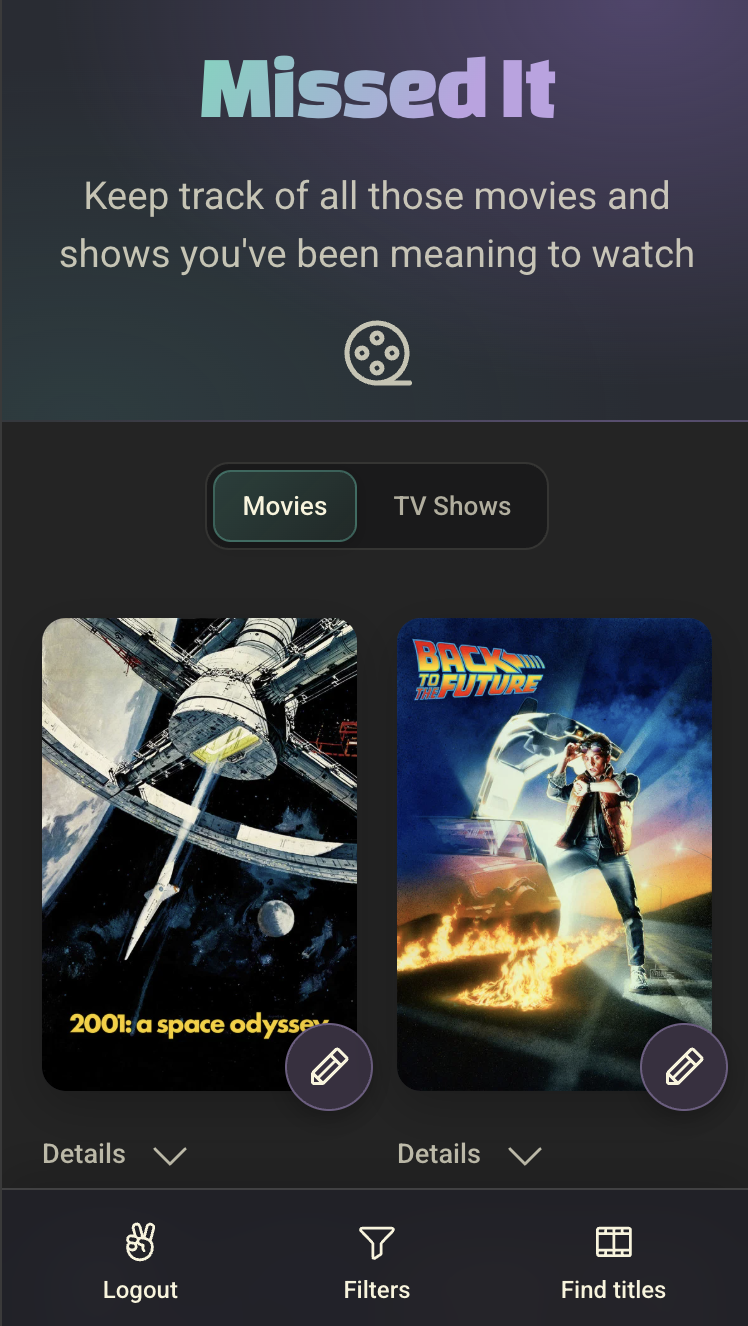 Missed It
Keep track of all those movies and
shows you've been meaning to watch
Movies
TV Shows
BACK
TO THE FUTURE
2001: a space odyssey
Details
Details
Logout
Filters
Find titles